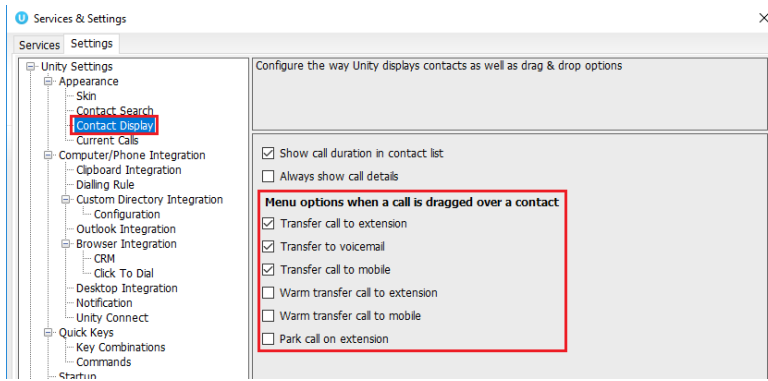 Services & Settings
Services Settings
Unity Settings
Appearance
Skin
Contact Search
Contact Display
Current Calls
Computer/Phone Integration
Clipboard Integration
Dialling Rule
Custom Directory Integration
Configuration
Outlook Integration
Browser Integration
CRM
Click To Dial
Desktop Integration
Notification
Unity Connect
Quick Keys
Key Combinations
Commands
Startup
Configure the way Unity displays contacts as well as drag & drop options
Show call duration in contact list
Always show call details
Menu options when a call is dragged over a contact
Transfer call to extension
Transfer to voicemail
Transfer call to mobile
Warm transfer call to extension
Warm transfer call to mobile
Park call on extension